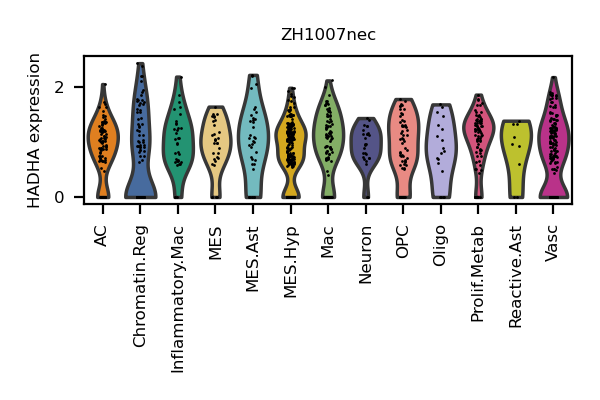 ZH1007nec
HADHA expression
2
0
AC
Chromatin.Reg
Inflammatory.Mac
MES
MES.Ast
MES.Hyp
Mac
Neuron
OPC
Oligo
Prolif.Metab
Reactive.Ast
Vasc